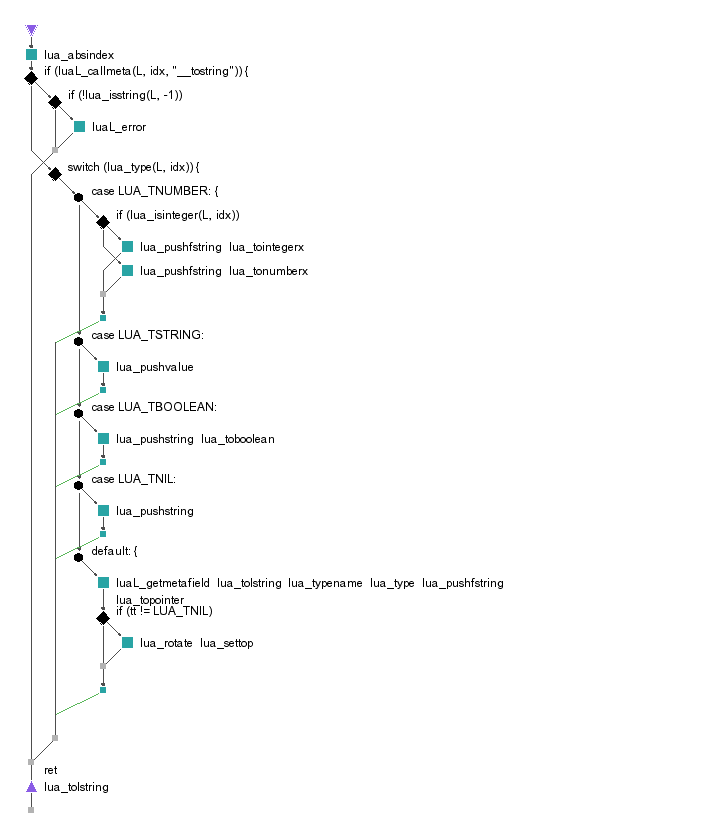 lua_absindex
if (luaL_callmeta(L, idx, "__tostring")) {
if (!lua_isstring(L, -1))
luaL_error
switch (lua_type(L, idx)) {
case LUA_TNUMBER: {
if (lua_isinteger(L, idx))
lua_pushfstring lua_tointegerx
lua_pushfstring lua_tonumberx
case LUA_TSTRING:
lua_pushvalue
case LUA_TBOOLEAN:
lua_pushstring lua_toboolean
case LUA_TNIL:
lua_pushstring
default: {
luaL_getmetafield lua_tolstring lua_typename lua_type lua_pushfstring
lua_topointer
if (tt != LUA_TNIL)
lua_rotate lua_settop
ret
lua_tolstring